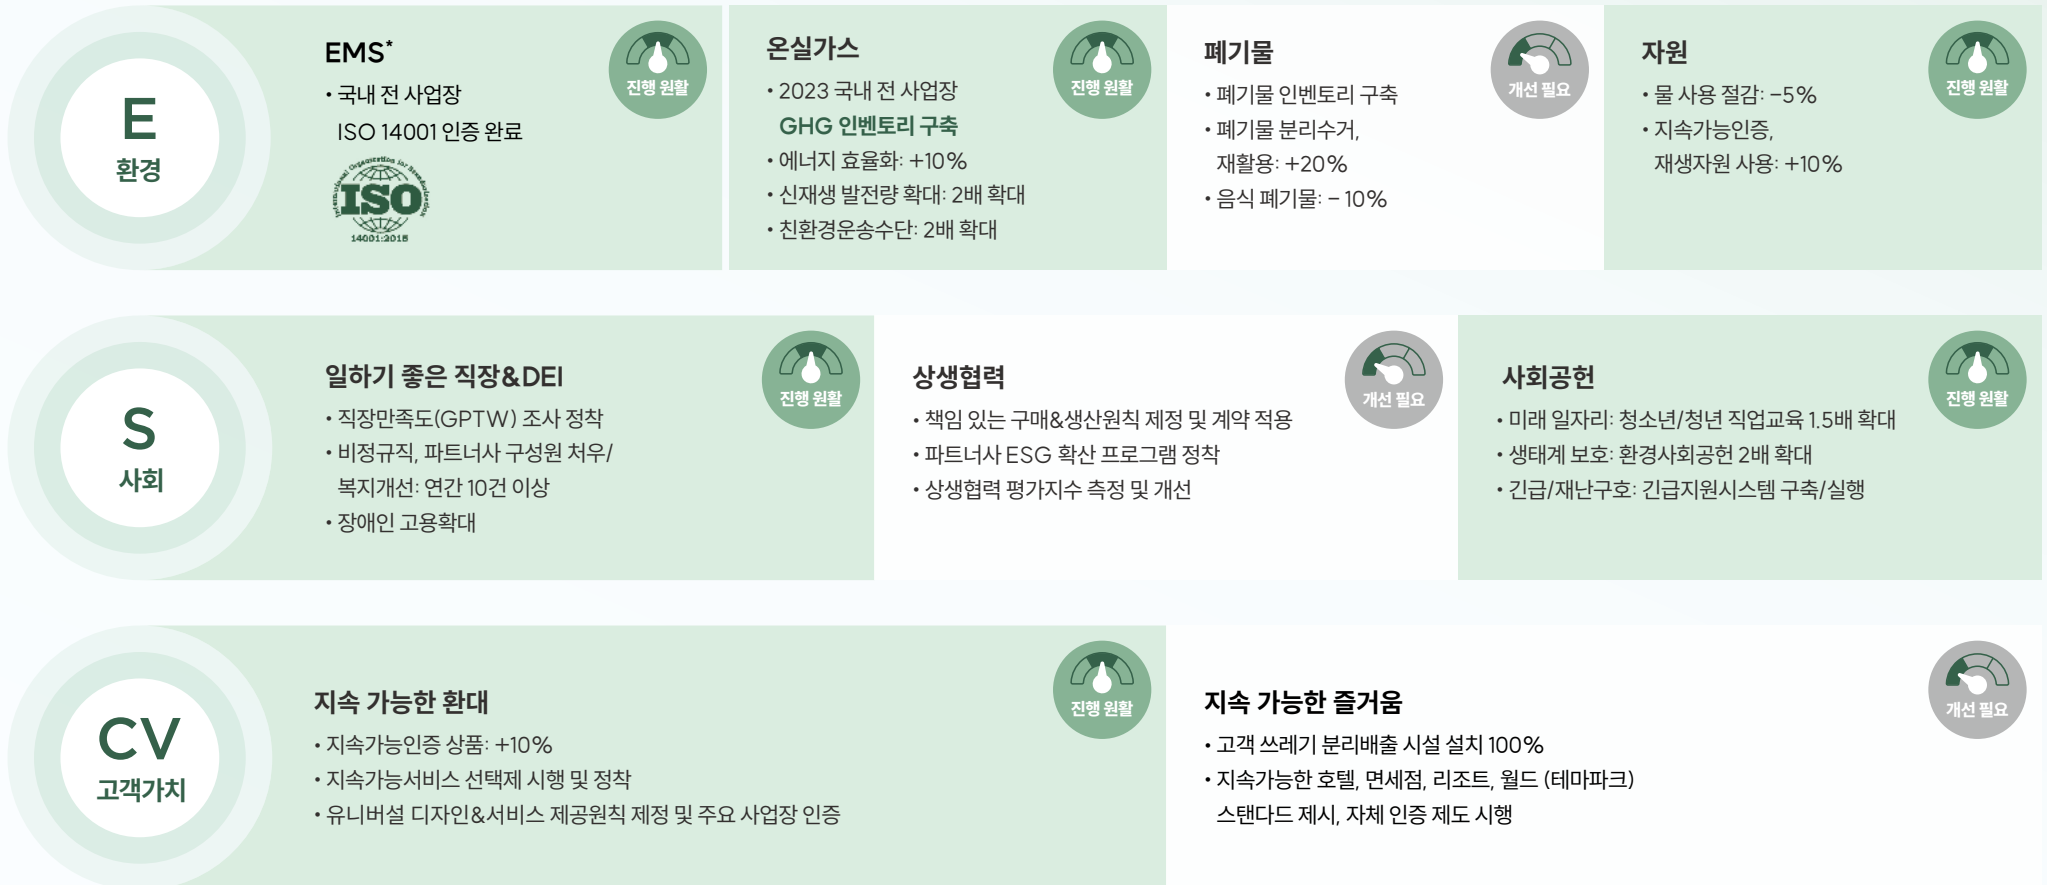 E
환경
EMS*
• 국내 전 사업장
ISO 14001 인증 완료
International Organization for Standardization
ISO
14001:2015
진행 원활
온실가스
• 2023 국내 전 사업장
GHG 인벤토리 구축
• 에너지 효율화: +10%
• 신재생 발전량 확대: 2배 확대
• 친환경운송수단: 2배 확대
진행 원활
폐기물
• 폐기물 인벤토리 구축
• 폐기물 분리수거,
재활용: +20%
• 음식 폐기물: – 10%
개선 필요
자원
• 물 사용 절감: –5%
• 지속가능인증,
재생자원 사용: +10%
진행 원활
S
사회
일하기 좋은 직장&DEI
• 직장만족도(GPTW) 조사 정착
• 비정규직, 파트너사 구성원 처우/
복지개선: 연간 10건 이상
• 장애인 고용확대
진행 원활
상생협력
• 책임 있는 구매&생산원칙 제정 및 계약 적용
• 파트너사 ESG 확산 프로그램 정착
• 상생협력 평가지수 측정 및 개선
개선 필요
사회공헌
• 미래 일자리: 청소년/청년 직업교육 1.5배 확대
• 생태계 보호: 환경사회공헌 2배 확대
• 긴급/재난구호: 긴급지원시스템 구축/실행
진행 원활
CV
고객가치
지속 가능한 환대
• 지속가능인증 상품: +10%
• 지속가능서비스 선택제 시행 및 정착
• 유니버설 디자인&서비스 제공원칙 제정 및 주요 사업장 인증
진행 원활
지속 가능한 즐거움
• 고객 쓰레기 분리배출 시설 설치 100%
• 지속가능한 호텔, 면세점, 리조트, 월드 (테마파크)
스탠다드 제시, 자체 인증 제도 시행
개선 필요